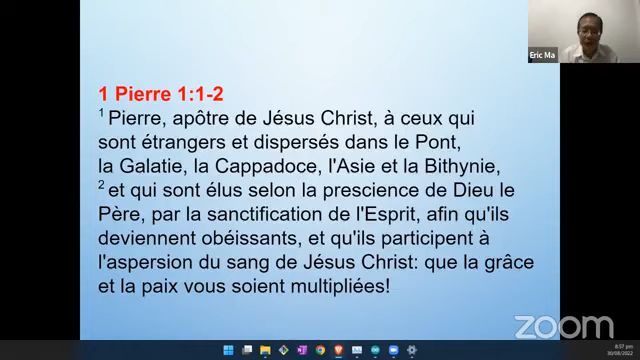 Eric Ma
1 Pierre 1:1-2
1 Pierre, apôtre de Jésus Christ, à ceux qui
sont étrangers et dispersés dans le Pont,
la Galatie, la Cappadoce, l'Asie et la Bithynie,
2 et qui sont élus selon la prescience de Dieu le
Père, par la sanctification de l'Esprit, afin qu'ils
deviennent obéissants, et qu'ils participent à
l'aspersion du sang de Jésus Christ: que la grâce
et la paix vous soient multipliées!
zoom
8:57 pm
30/08/2022